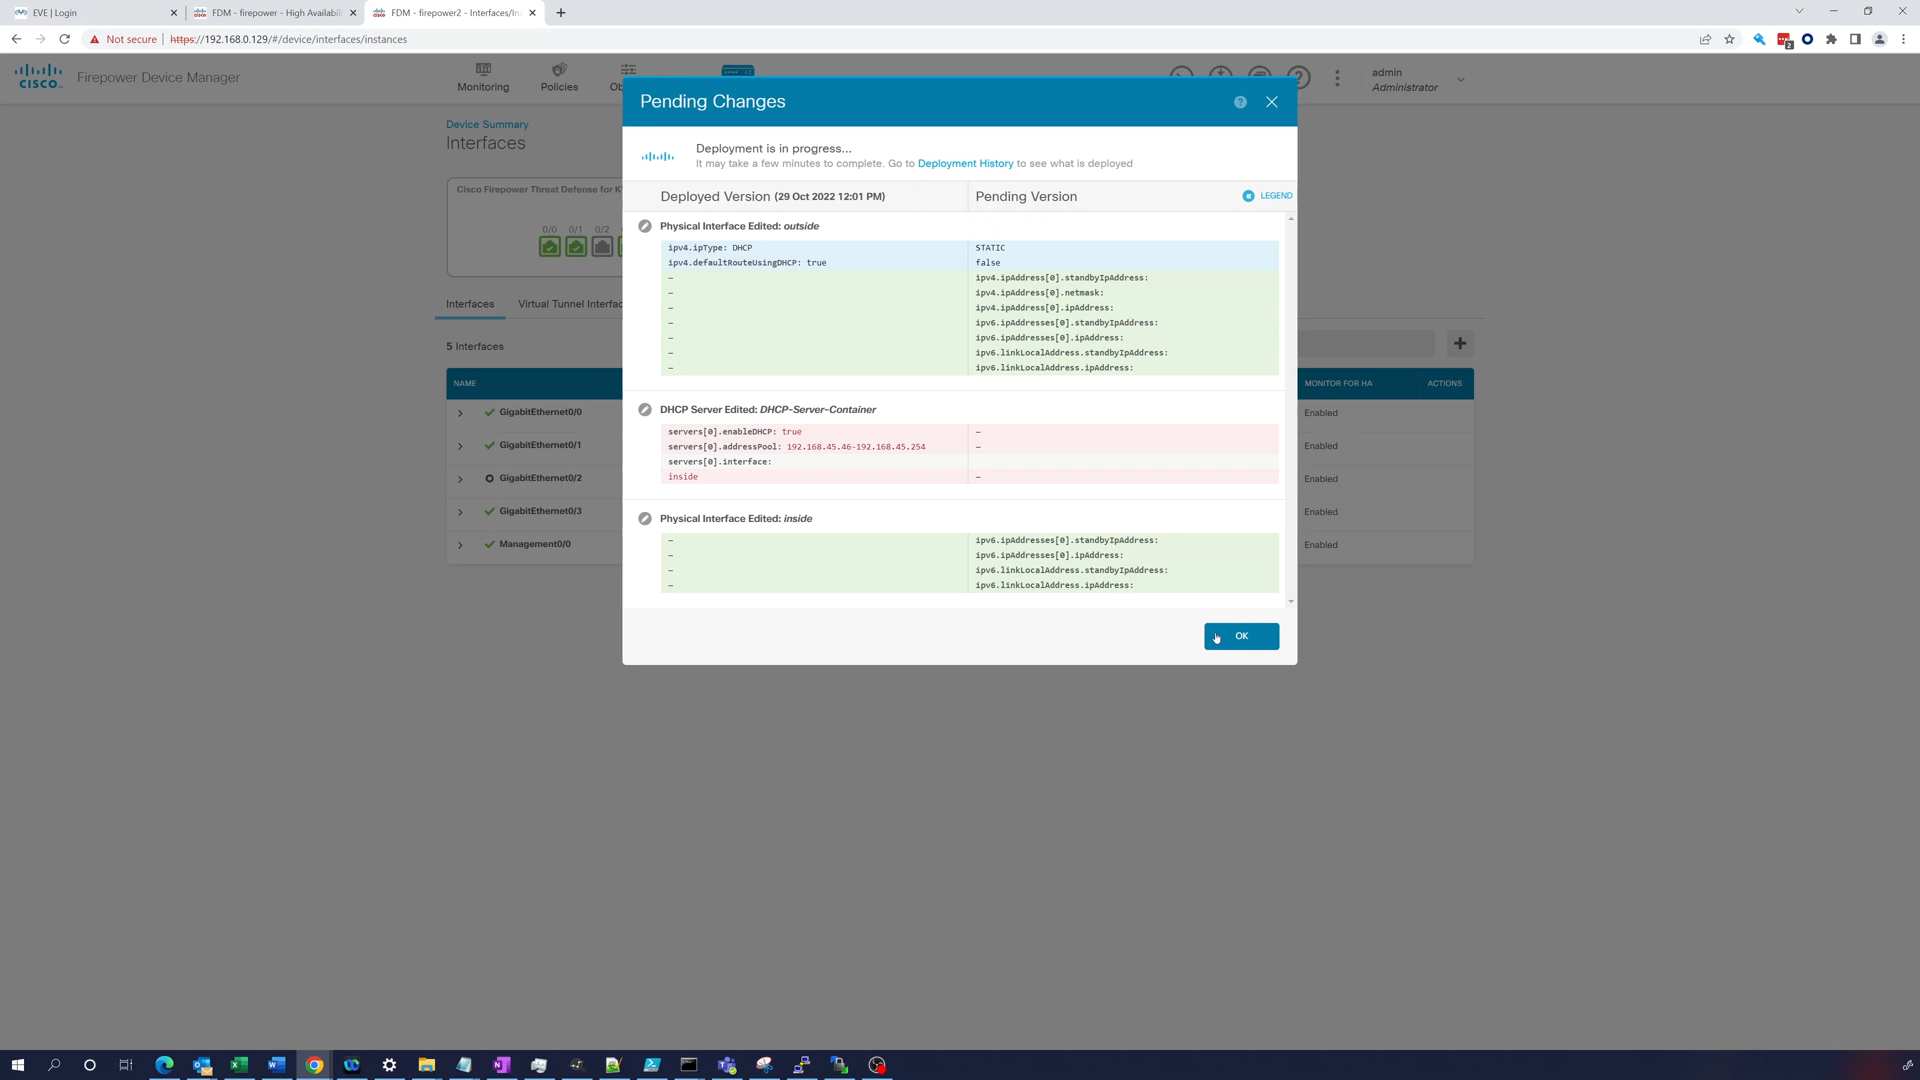 EVE | Login
FDM - firepower - High Availabil
FDM - firepower2 - Interfaces/In
Not secure
https://192.168.0.129/#/device/interfaces/instances
2
CISCO
Firepower Device Manager
Monitoring
Policies
Ob
admin
Administrator
Device Summary
Interfaces
Cisco Firepower Threat Defense for K
0/0 0/1 0/2
Interfaces
Virtual Tunnel Interfac
5 Interfaces
NAME
MONITOR FOR HA
ACTIONS
GigabitEthernet0/0
Enabled
GigabitEthernet0/1
Enabled
GigabitEthernet0/2
Enabled
GigabitEthernet0/3
Enabled
Management0/0
Enabled
Pending Changes
Deployment is in progress...
It may take a few minutes to complete. Go to Deployment History to see what is deployed
Deployed Version (29 Oct 2022 12:01 PM)
Pending Version
LEGEND
Physical Interface Edited: outside
ipv4.ipType: DHCP
STATIC
ipv4.defaultRouteUsingDHCP: true
false
– ipv4.ipAddress[0].standbyIpAddress:
– ipv4.ipAddress[0].netmask:
– ipv4.ipAddress[0].ipAddress:
– ipv6.ipAddresses[0].standbyIpAddress:
– ipv6.ipAddresses[0].ipAddress:
– ipv6.linkLocalAddress.standbyIpAddress:
– ipv6.linkLocalAddress.ipAddress:
DHCP Server Edited: DHCP-Server-Container
servers[0].enableDHCP: true –
servers[0].addressPool: 192.168.45.46-192.168.45.254 –
servers[0].interface:
inside –
Physical Interface Edited: inside
– ipv6.ipAddresses[0].standbyIpAddress:
– ipv6.ipAddresses[0].ipAddress:
– ipv6.linkLocalAddress.standbyIpAddress:
– ipv6.linkLocalAddress.ipAddress:
OK